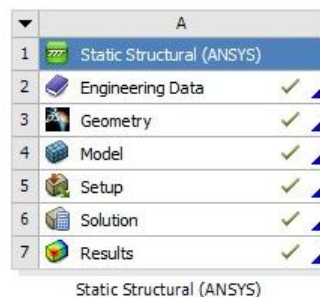 A
1 Static Structural (ANSYS)
2 Engineering Data
3 Geometry
4 Model
5 Setup
6 Solution
7 Results
Static Structural (ANSYS)